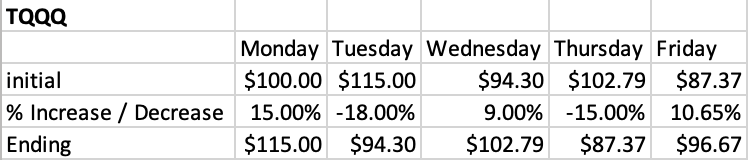 TQQQ
Monday Tuesday Wednesday Thursday Friday
initial $100.00 $115.00 $94.30 $102.79 $87.37
% Increase / Decrease 15.00% -18.00% 9.00% -15.00% 10.65%
Ending $115.00 $94.30 $102.79 $87.37 $96.67